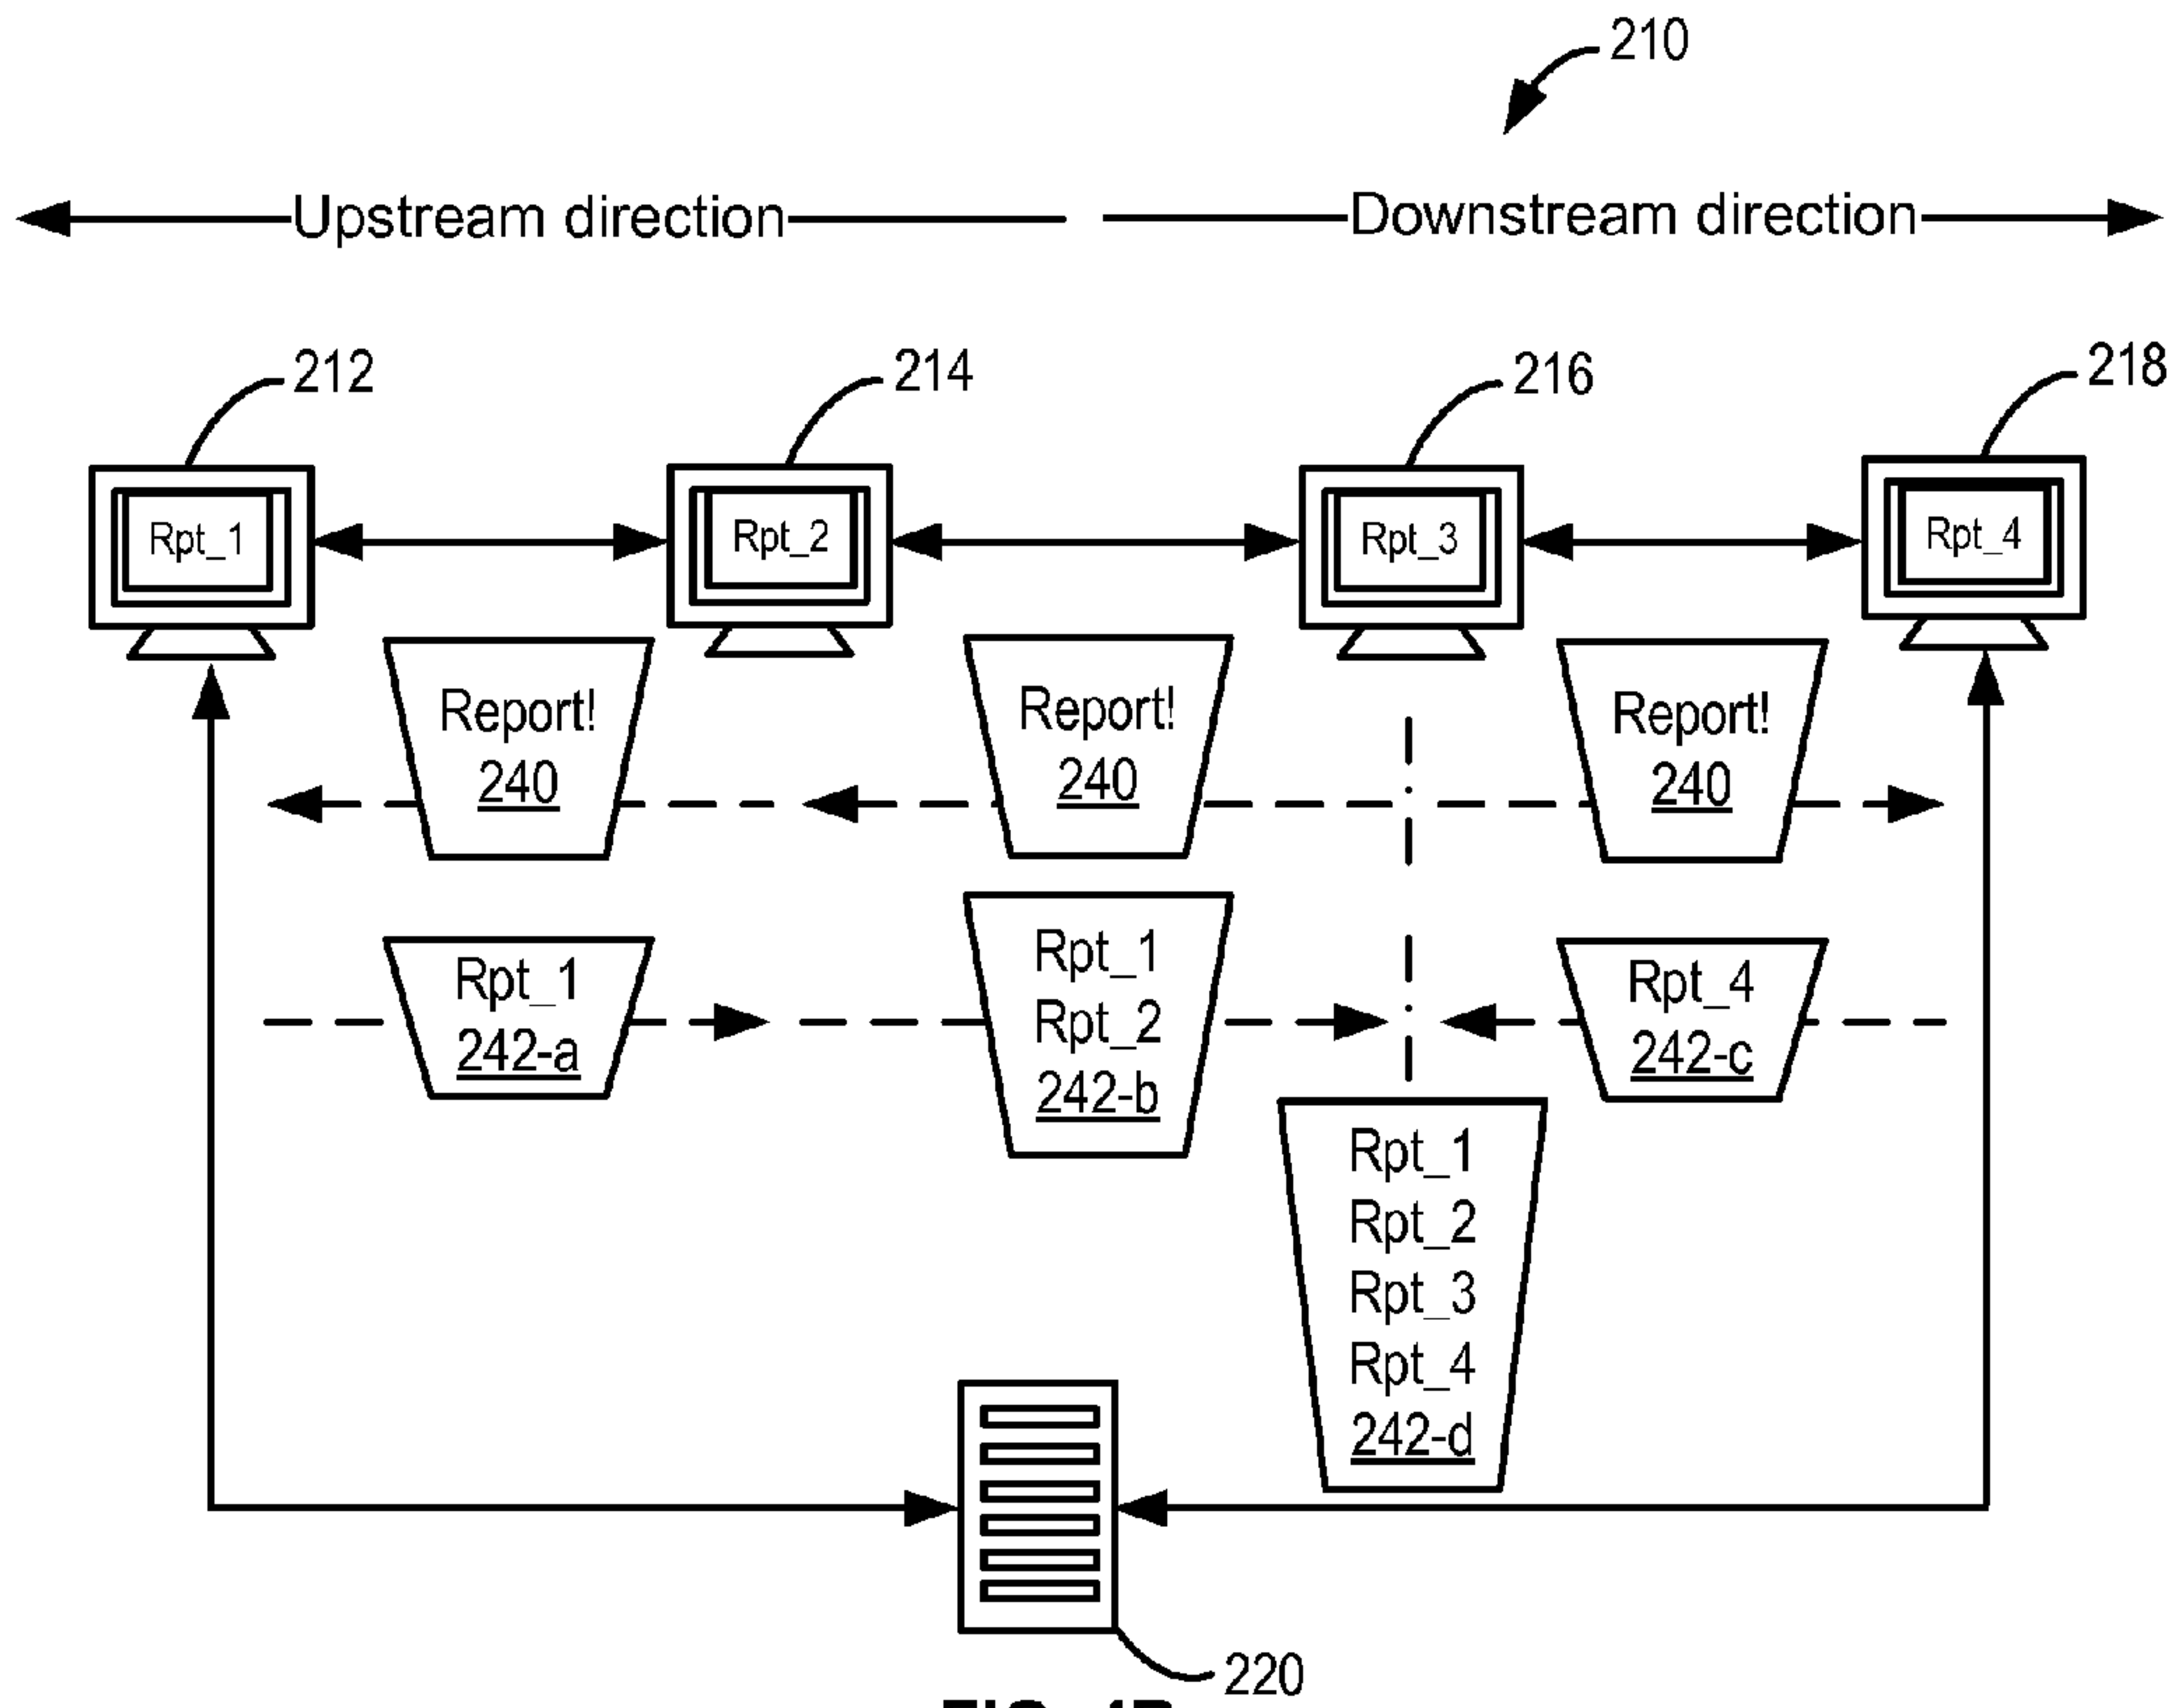 210
Upstream direction
Downstream direction
212
214
216
218
Rpt_1
Rpt_2
Rpt_3
Rpt_4
Report!
240
Report!
240
Report!
240
Rpt_1
242-a
Rpt_1
Rpt_2
242-b
Rpt_4
242-c
Rpt_1
Rpt_2
Rpt_3
Rpt_4
242-d
220